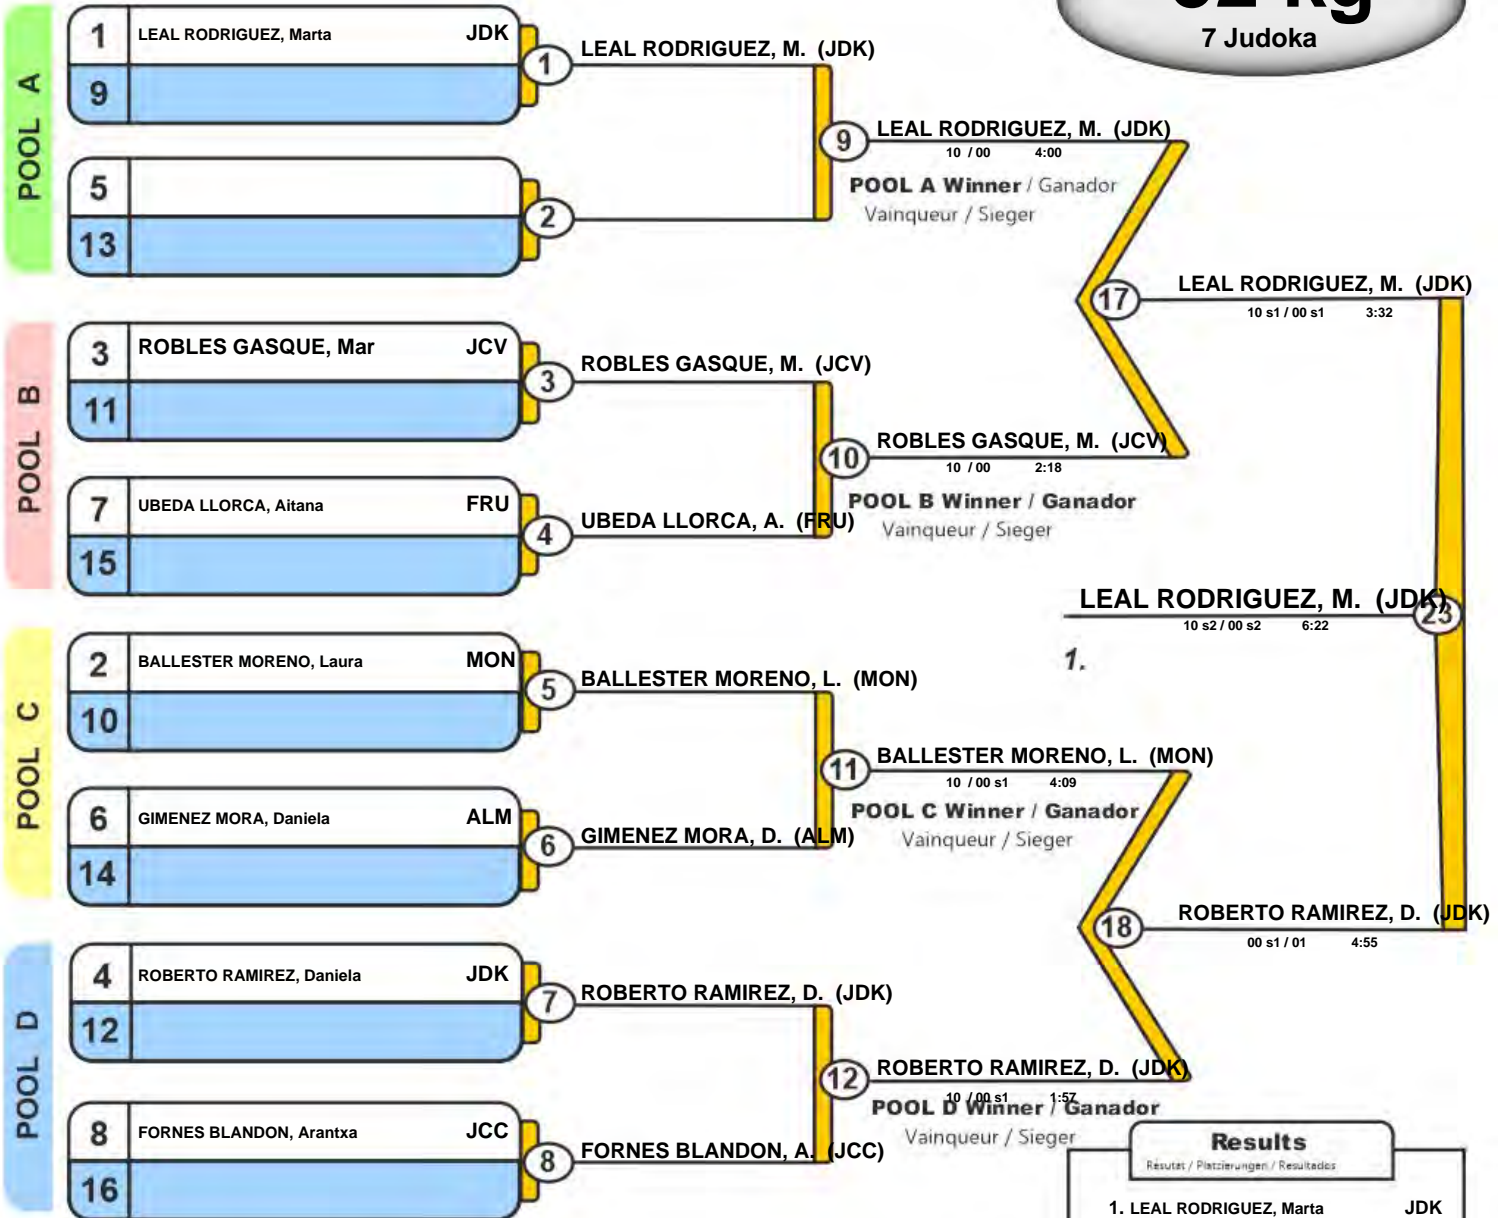 7 Judoka
POOL A
1 LEAL RODRIGUEZ, Marta JDK
9
5
13
1 LEAL RODRIGUEZ, M. (JDK)
2
9 LEAL RODRIGUEZ, M. (JDK)
10 / 00 4:00
POOL A Winner / Ganador
Vainqueur / Sieger
POOL B
3 ROBLES GASQUE, Mar JCV
11
7 UBEDA LLORCA, Aitana FRU
15
3 ROBLES GASQUE, M. (JCV)
4 UBEDA LLORCA, A. (FRU)
10 ROBLES GASQUE, M. (JCV)
10 / 00 2:18
POOL B Winner / Ganador
Vainqueur / Sieger
17 LEAL RODRIGUEZ, M. (JDK)
10 s1 / 00 s1 3:32
LEAL RODRIGUEZ, M. (JDK) 23
10 s2 / 00 s2 6:22
1.
POOL C
2 BALLESTER MORENO, Laura MON
10
6 GIMENEZ MORA, Daniela ALM
14
5 BALLESTER MORENO, L. (MON)
6 GIMENEZ MORA, D. (ALM)
11 BALLESTER MORENO, L. (MON)
10 / 00 s1 4:09
POOL C Winner / Ganador
Vainqueur / Sieger
18 ROBERTO RAMIREZ, D. (JDK)
00 s1 / 01 4:55
POOL D
4 ROBERTO RAMIREZ, Daniela JDK
12
8 FORNES BLANDON, Arantxa JCC
16
7 ROBERTO RAMIREZ, D. (JDK)
8 FORNES BLANDON, A. (JCC)
12 ROBERTO RAMIREZ, D. (JDK)
10 / 00 s1 1:57
POOL D Winner / Ganador
Vainqueur / Sieger
Results
Résutat / Platzierungen / Resultados
1. LEAL RODRIGUEZ, Marta JDK